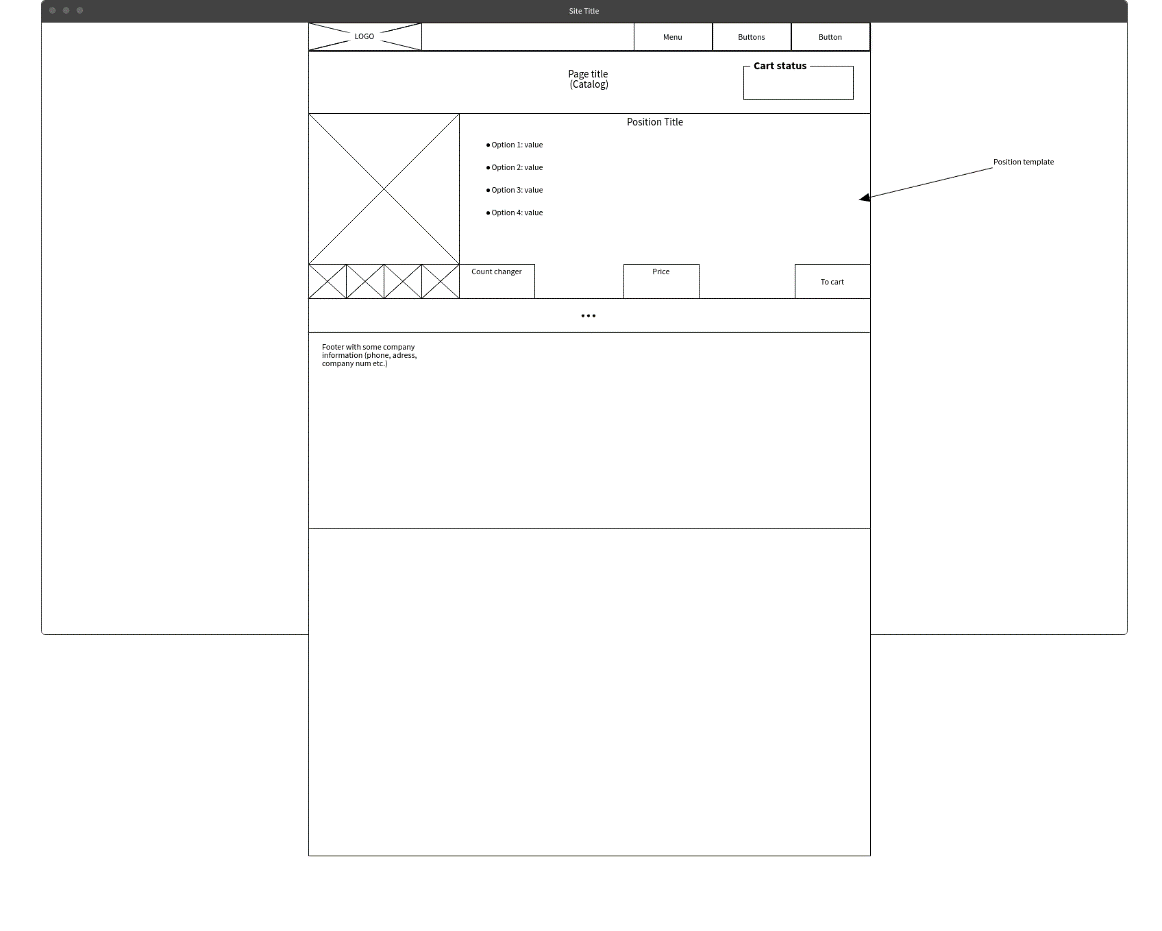 Site Title
LOGO
Menu
Buttons
Button
Page title
(Catalog)
Cart status
Position Title
● Option 1: value
● Option 2: value
● Option 3: value
● Option 4: value
Position template
Count changer
Price
To cart
●●●
Footer with some company
information (phone, adress,
company num etc.)